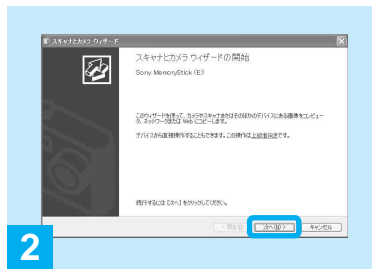 スキャナとカメラ ウィザード
スキャナとカメラ ウィザードの開始
Sony MemoryStick (E)
このウィザードを使って、カメラやスキャナまたはそのほかのデバイスにある画像をコンピュー
タ、ネットワークまたは Web にコピーします。
デバイスから直接操作することもできます。この操作は上級者向きです。
続行するには [次へ] をクリックしてください。
< 戻る(B)
次へ(N) >
キャンセル
2